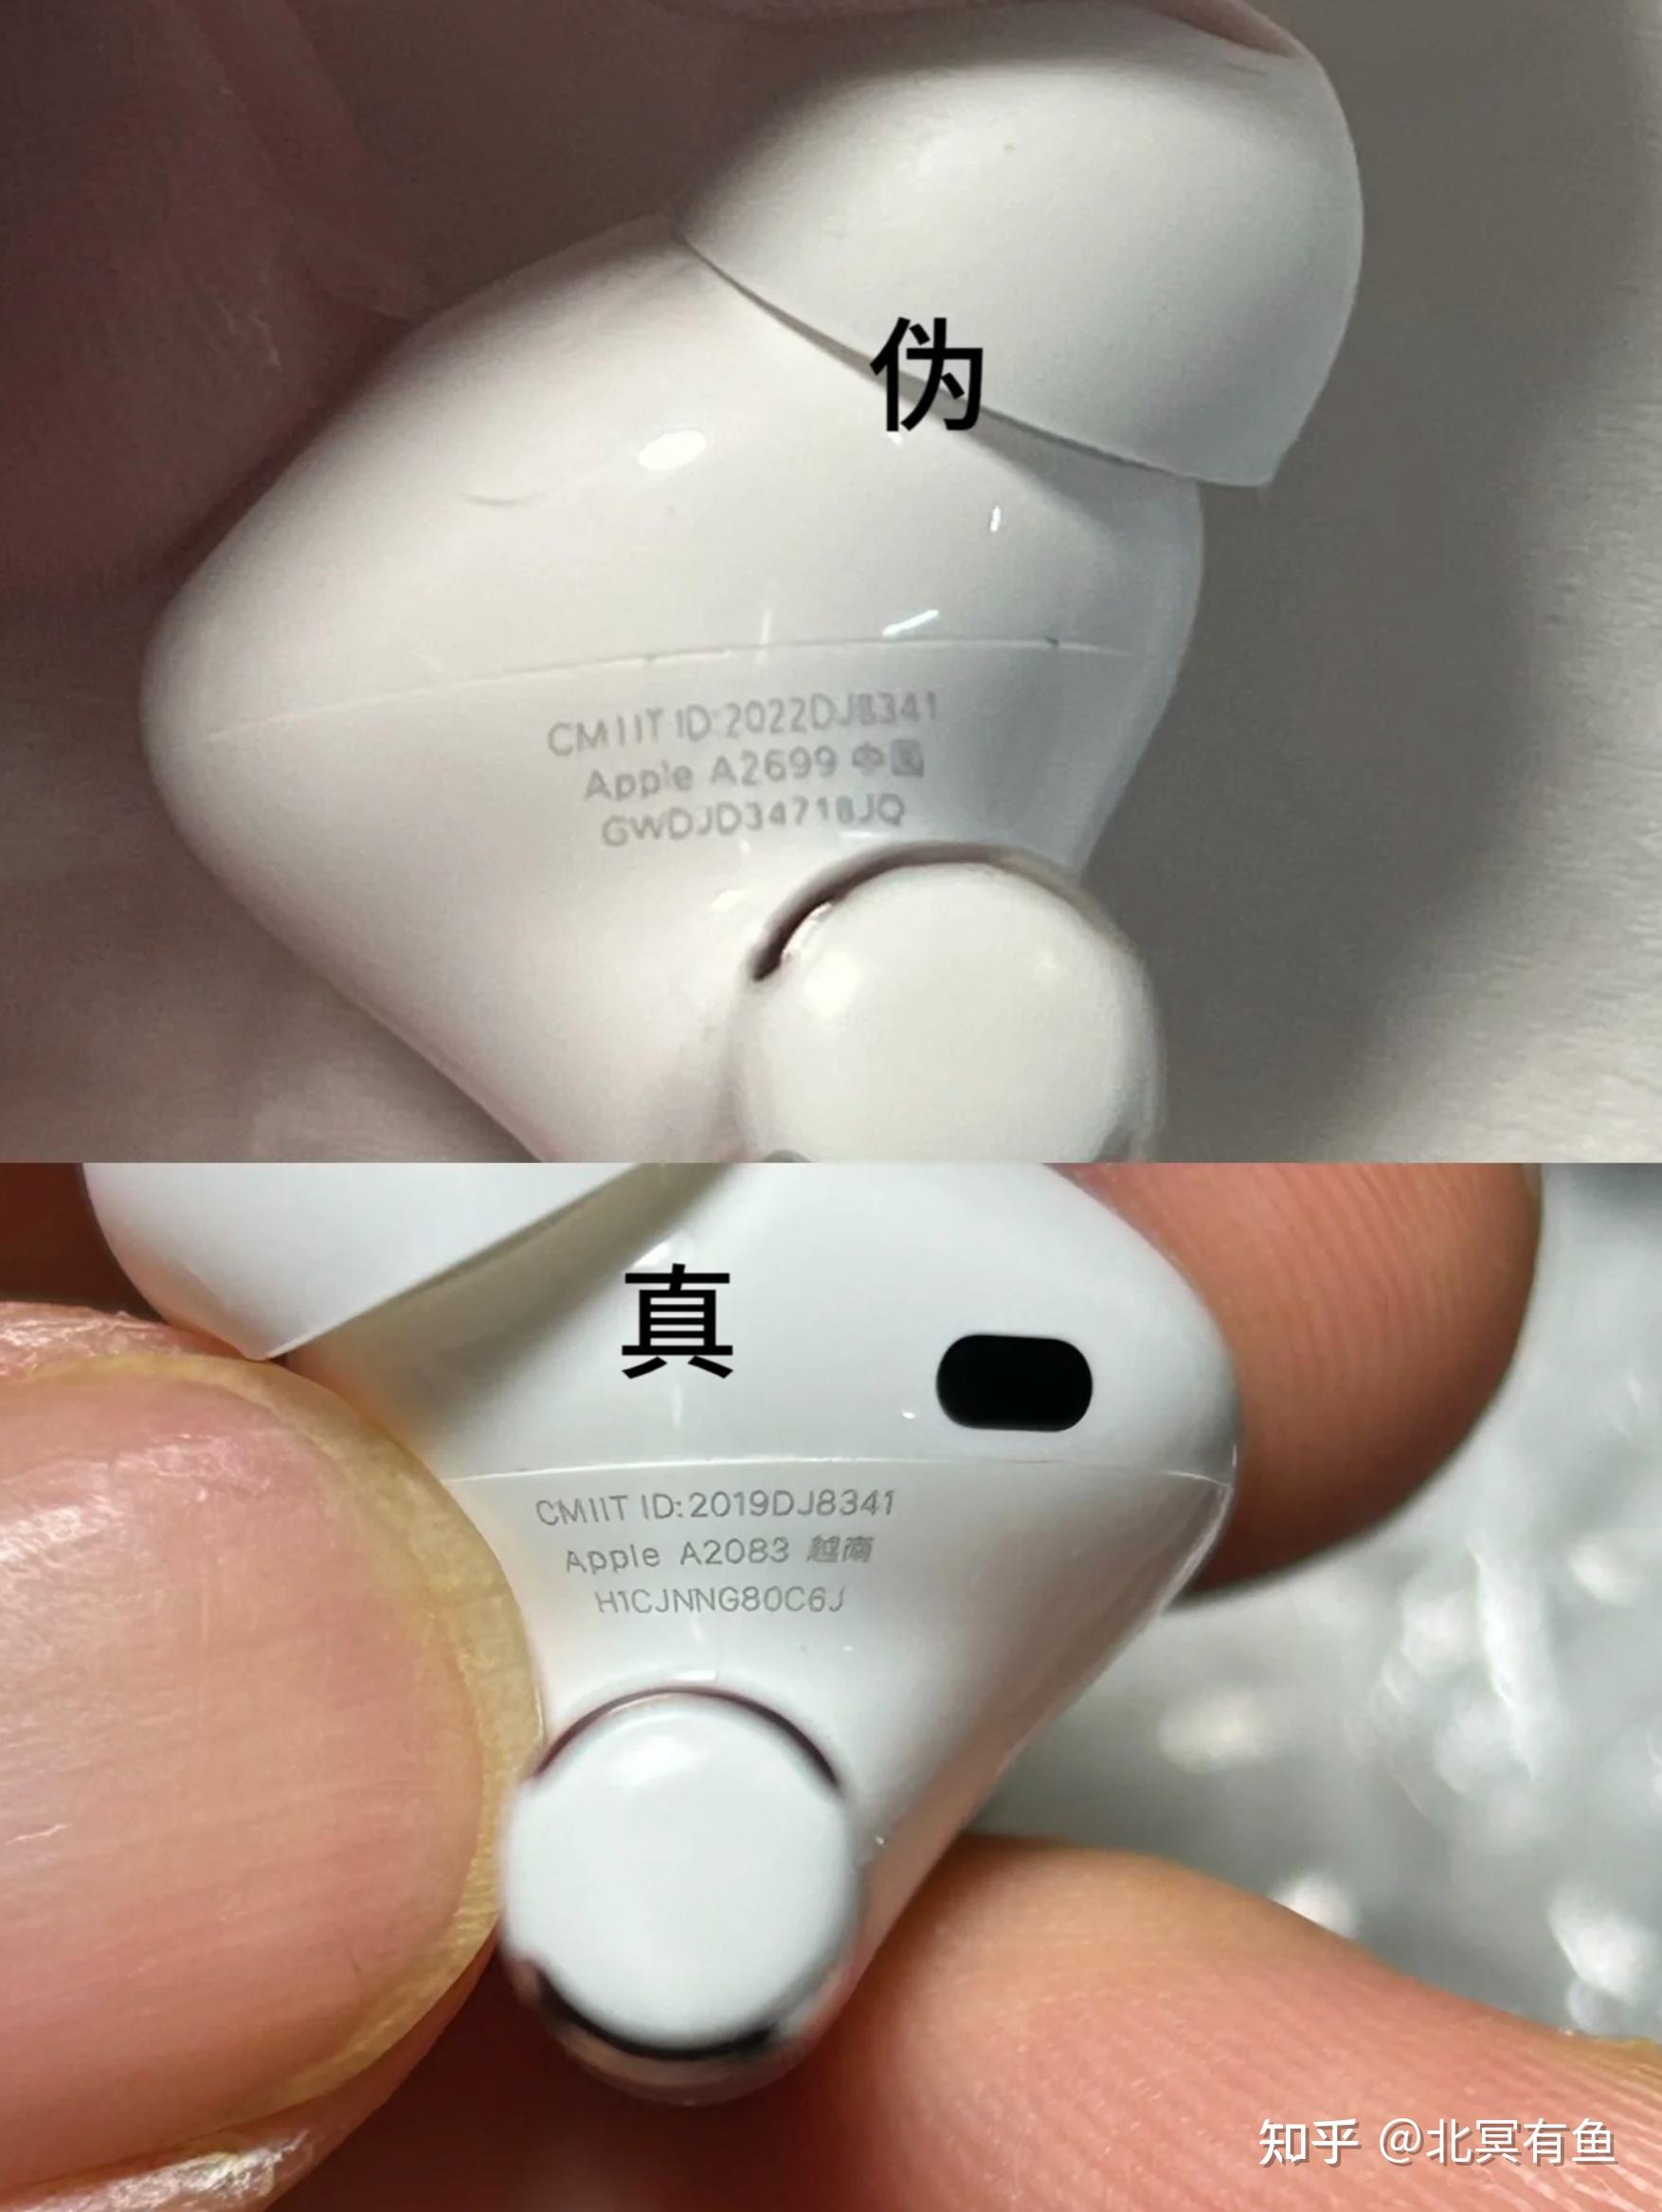 伪
CMIIT ID:2022DJ8341
Apple A2699 中国
GWDJD34718JQ
真
CMIIT ID:2019DJ8341
Apple A2083 越南
H1CJNNG80C6J
知乎 @北冥有鱼